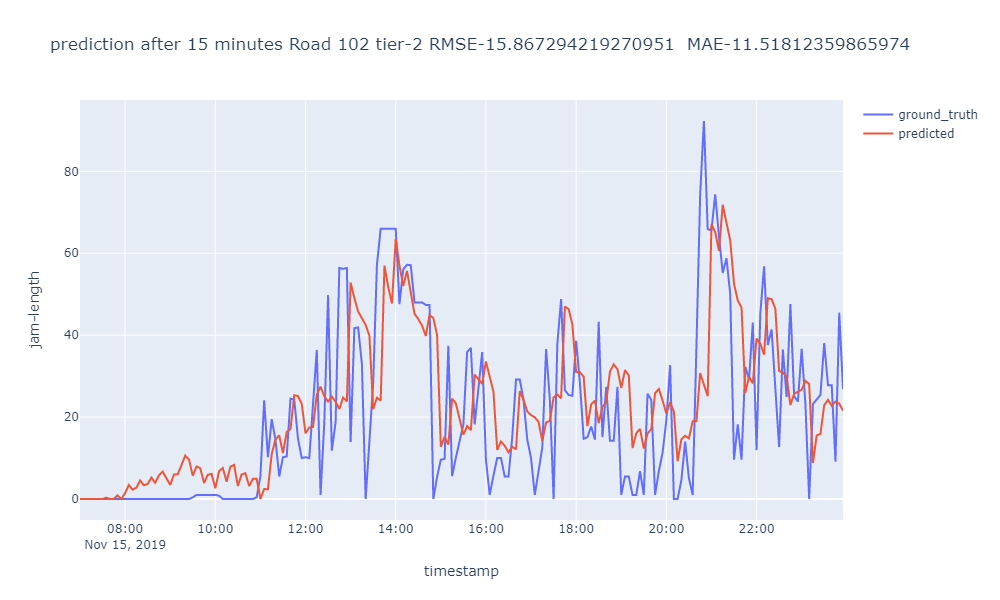 prediction after 15 minutes Road 102 tier-2 RMSE-15.867294219270951  MAE-11.51812359865974
ground_truth
predicted
jam-length
80
60
40
20
0
08:00 10:00 12:00 14:00 16:00 18:00 20:00 22:00
Nov 15, 2019
timestamp